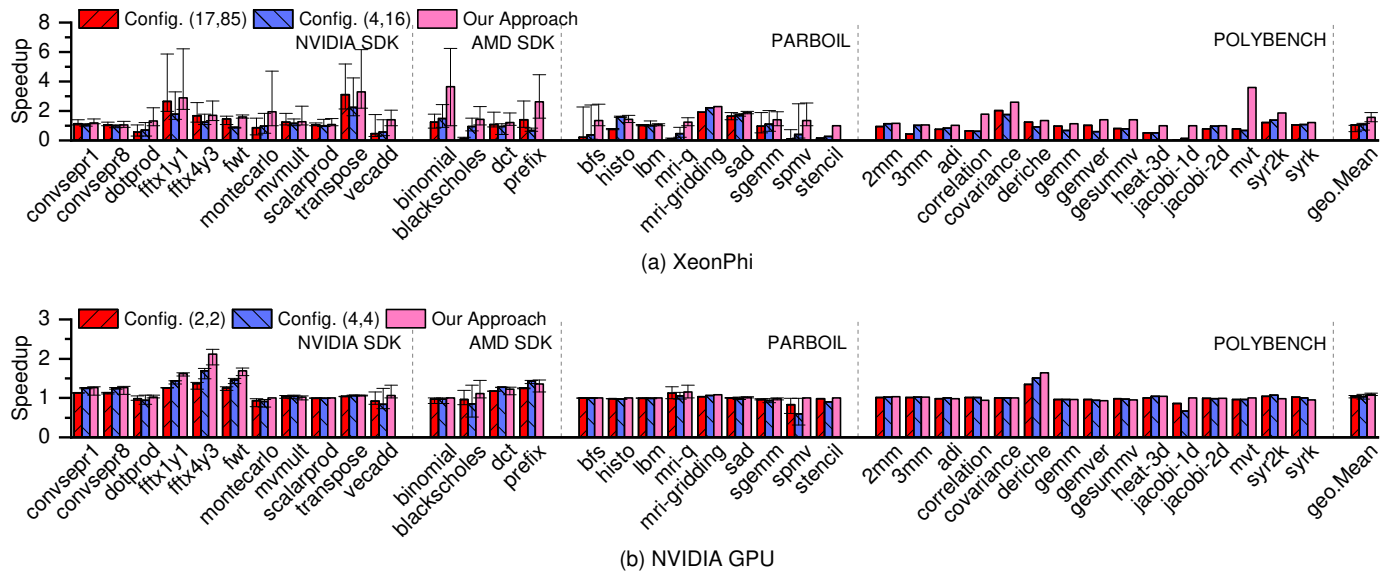 8
6
4
2
0
Speedup
Config. (17,85) Config. (4,16) Our Approach
NVIDIA SDK AMD SDK PARBOIL POLYBENCH
convsepr1 convsepr8 dotprod fftx1y1 fftx4y3 fwt montecarlo mvmult scalarprod transpose vecadd binomial blackscholes dct prefix bfs histo lbm mri-q mri-gridding sad sgemm spmv stencil 2mm 3mm adi correlation covariance deriche gemm gemver gesummv heat-3d jacobi-1d jacobi-2d mvt syr2k syrk geo.Mean
(a) XeonPhi
3
2
1
0
Speedup
Config. (2,2) Config. (4,4) Our Approach
NVIDIA SDK AMD SDK PARBOIL POLYBENCH
convsepr1 convsepr8 dotprod fftx1y1 fftx4y3 fwt montecarlo mvmult scalarprod transpose vecadd binomial blackscholes dct prefix bfs histo lbm mri-q mri-gridding sad sgemm spmv stencil 2mm 3mm adi correlation covariance deriche gemm gemver gesummv heat-3d jacobi-1d jacobi-2d mvt syr2k syrk geo.Mean
(b) NVIDIA GPU